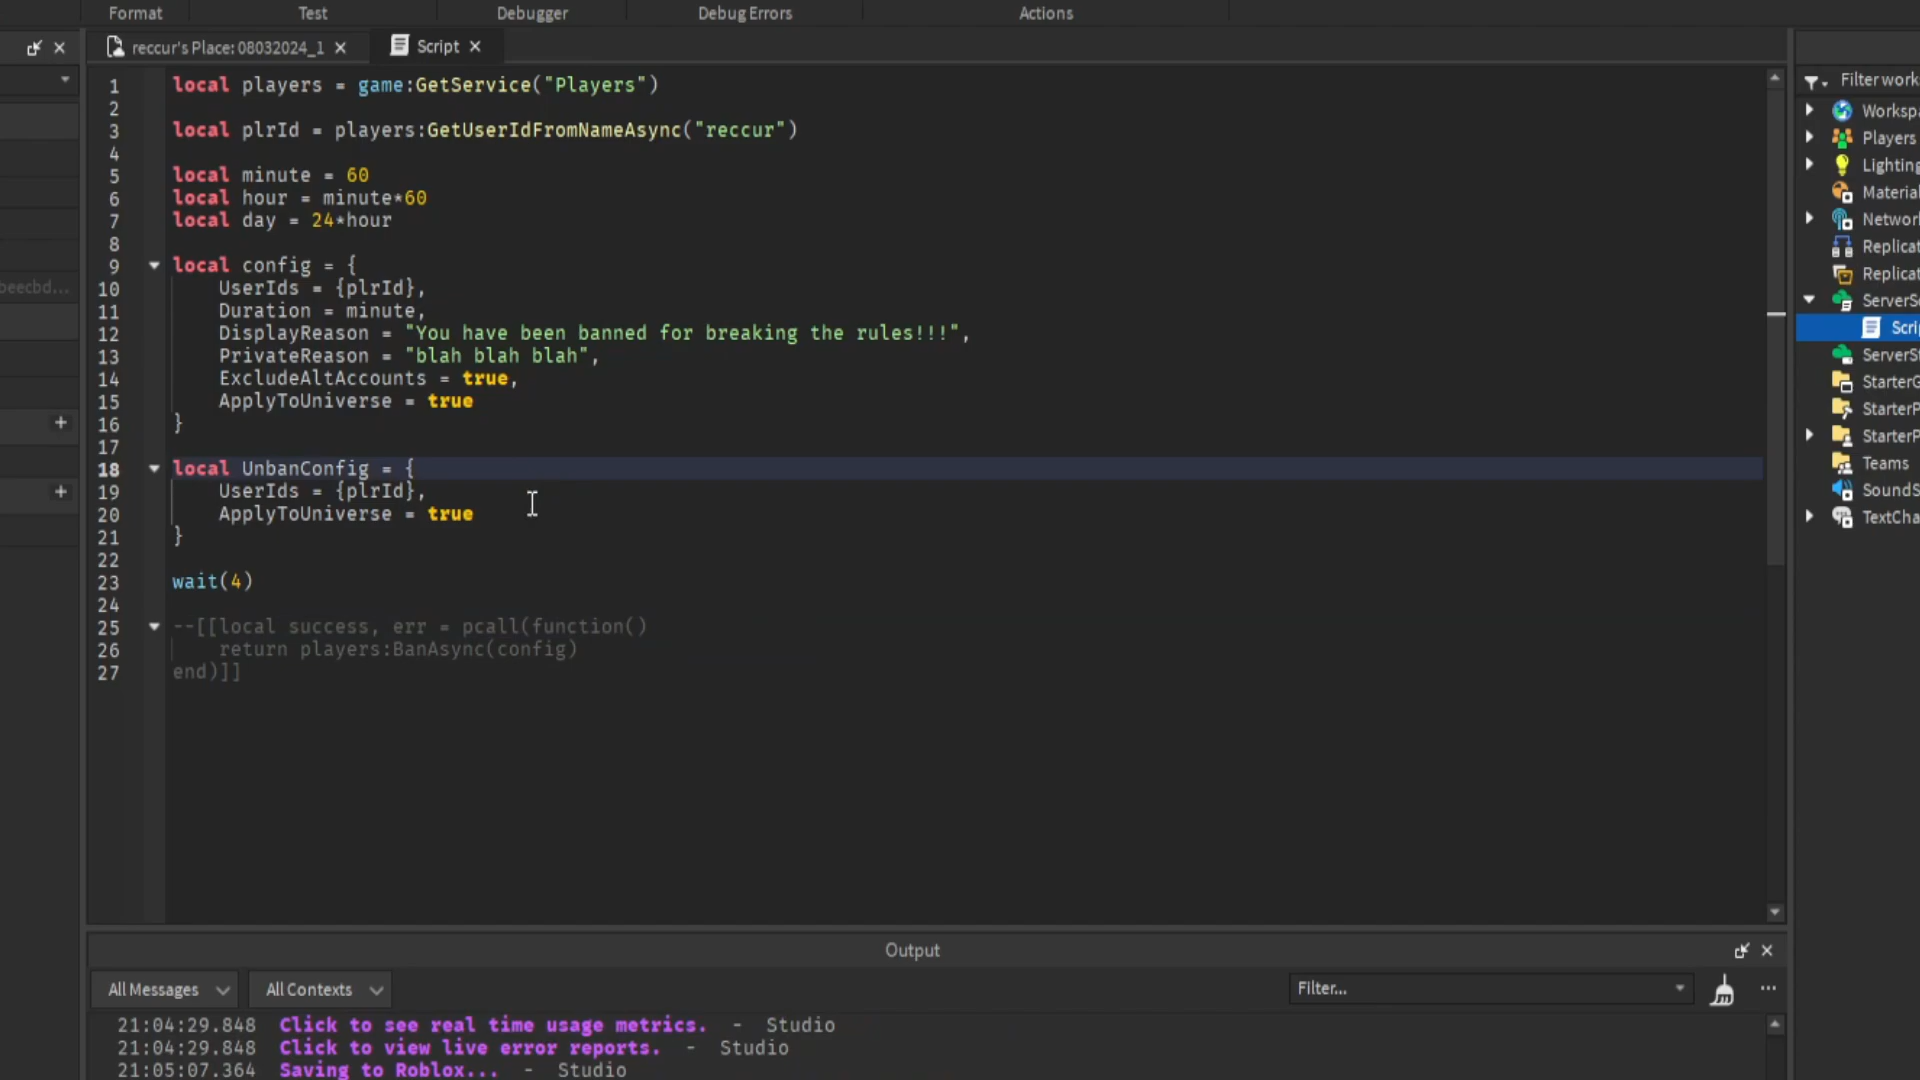 Format Test Debugger Debug Errors Actions
reccur's Place: 08032024_1 Script
1 local players = game:GetService("Players")
2
3 local plrId = players:GetUserIdFromNameAsync("reccur")
4
5 local minute = 60
6 local hour = minute*60
7 local day = 24*hour
8
9 local config = {
10 UserIds = {plrId},
11 Duration = minute,
12 DisplayReason = "You have been banned for breaking the rules!!!",
13 PrivateReason = "blah blah blah",
14 ExcludeAltAccounts = true,
15 ApplyToUniverse = true
16 }
17
18 local UnbanConfig = {
19 UserIds = {plrId},
20 ApplyToUniverse = true
21 }
22
23 wait(4)
24
25 --[[local success, err = pcall(function()
26 return players:BanAsync(config)
27 end)]]
beecbd...
Filter work
Workspa
Players
Lighting
Material
Network
Replicat
Replicat
ServerSc
Scri
ServerSt
StarterG
StarterP
StarterP
Teams
SoundS
TextCha
Output
All Messages All Contexts Filter...
21:04:29.848 Click to see real time usage metrics. - Studio
21:04:29.848 Click to view live error reports. - Studio
21:05:07.364 Saving to Roblox... - Studio